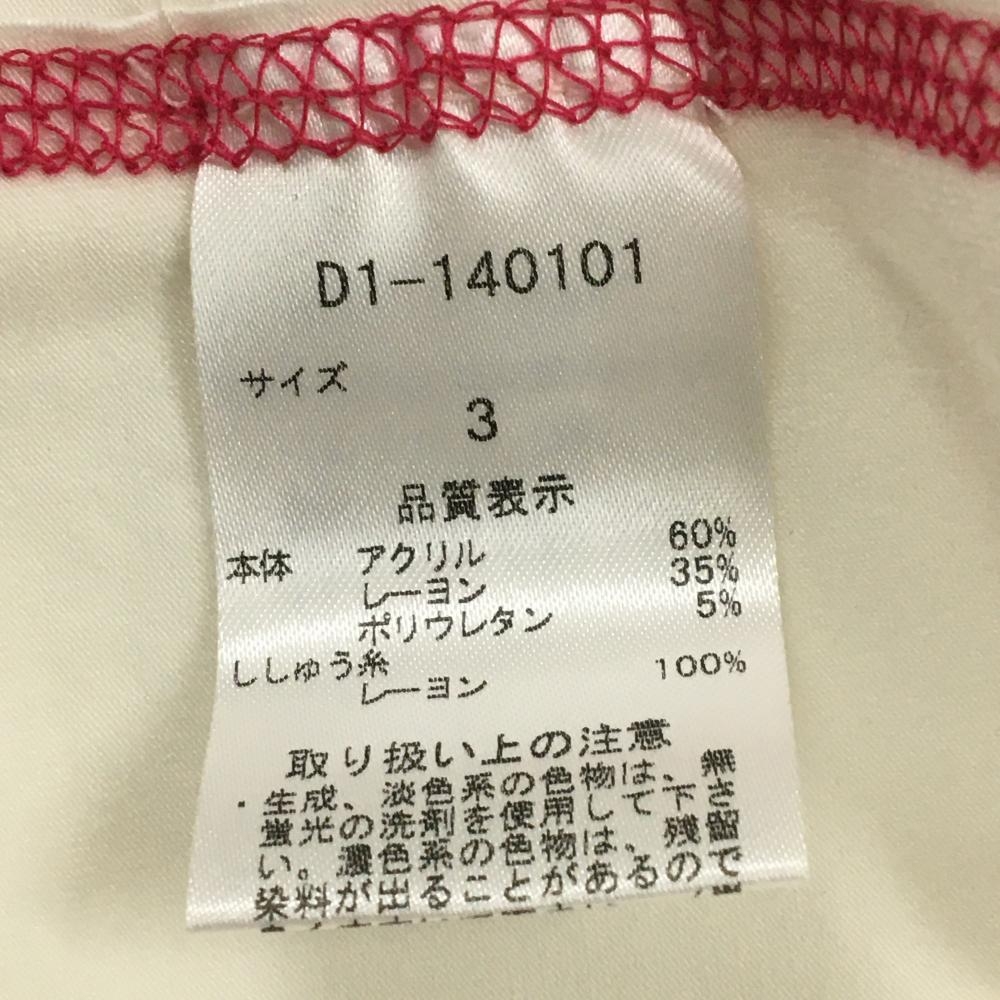 D1-140101
サイズ
3
品質表示
本体 アクリル 60%
レーヨン 35%
ポリウレタン 5%
ししゅう糸
レーヨン 100%
取り扱い上の注意
・生成、淡色系の色物は、無
蛍光の洗剤を使用して下さ
い。濃色系の色物は、残留
染料が出ることがあるので